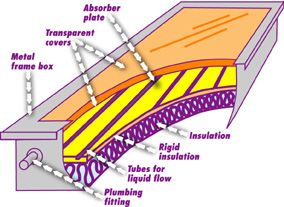 Absorber
plate
Transparent
covers
Metal
frame box
Insulation
Rigid
insulation
Tubes for
liquid flow
Plumbing
fitting